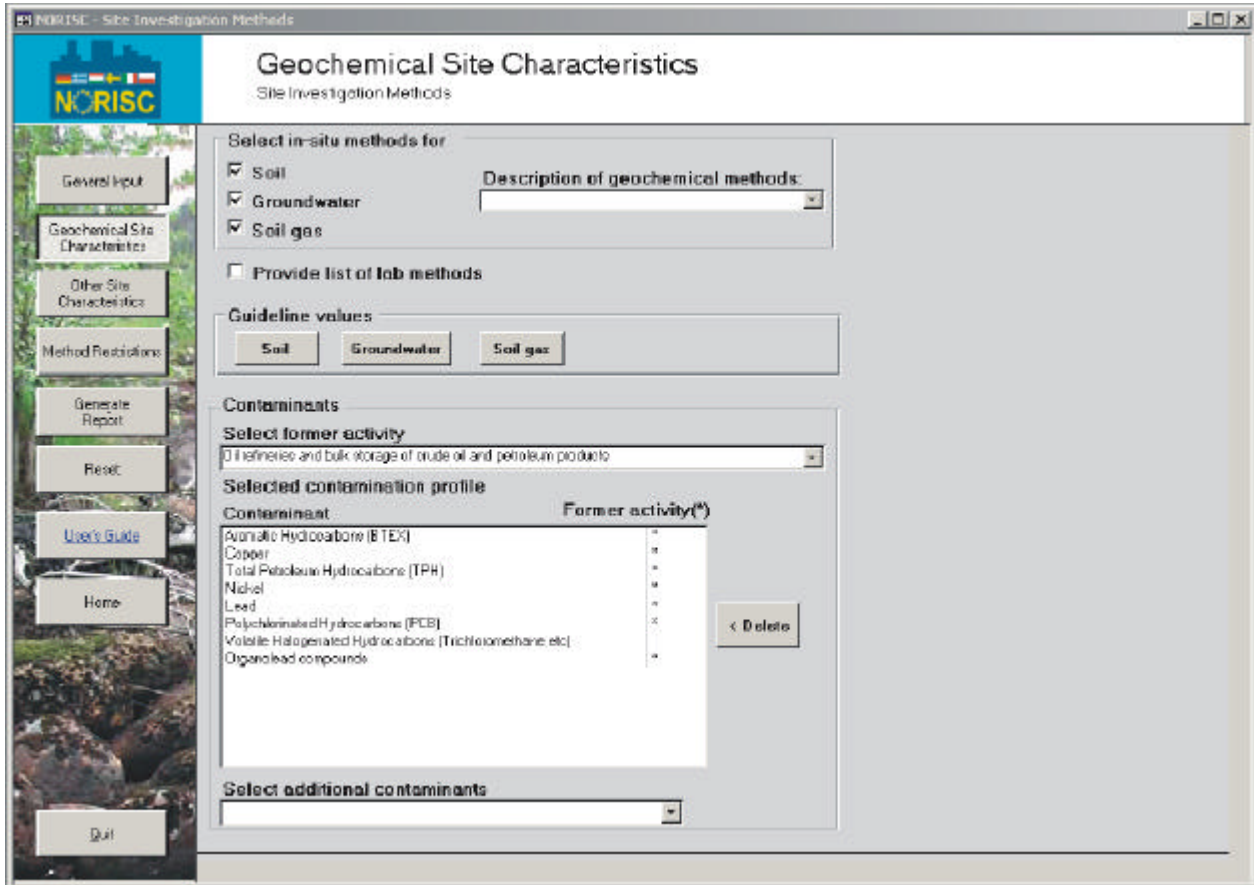 NORISC - Site Investigation Methods
NORISC
Geochemical Site Characteristics
Site Investigation Methods
General Input
Geochemical Site
Characteristics
Other Site
Characteristics
Method Restrictions
Generate
Report
Reset
User's Guide
Home
Quit
Select in-situ methods for
Soil
Groundwater
Soil gas
Description of geochemical methods:
Provide list of lab methods
Guideline values
Soil
Groundwater
Soil gas
Contaminants
Select former activity
Oil refineries and bulk storage of crude oil and petroleum products
Selected contamination profile
Contaminant Former activity(*)
Aromatic Hydrocarbons (BTEX) *
Copper *
Total Petroleum Hydrocarbons (TPH) *
Nickel *
Lead *
Polychlorinated Hydrocarbons (PCB) *
Volatile Halogenated Hydrocarbons (Trichloromethane etc)
Organolead compounds *
< Delete
Select additional contaminants